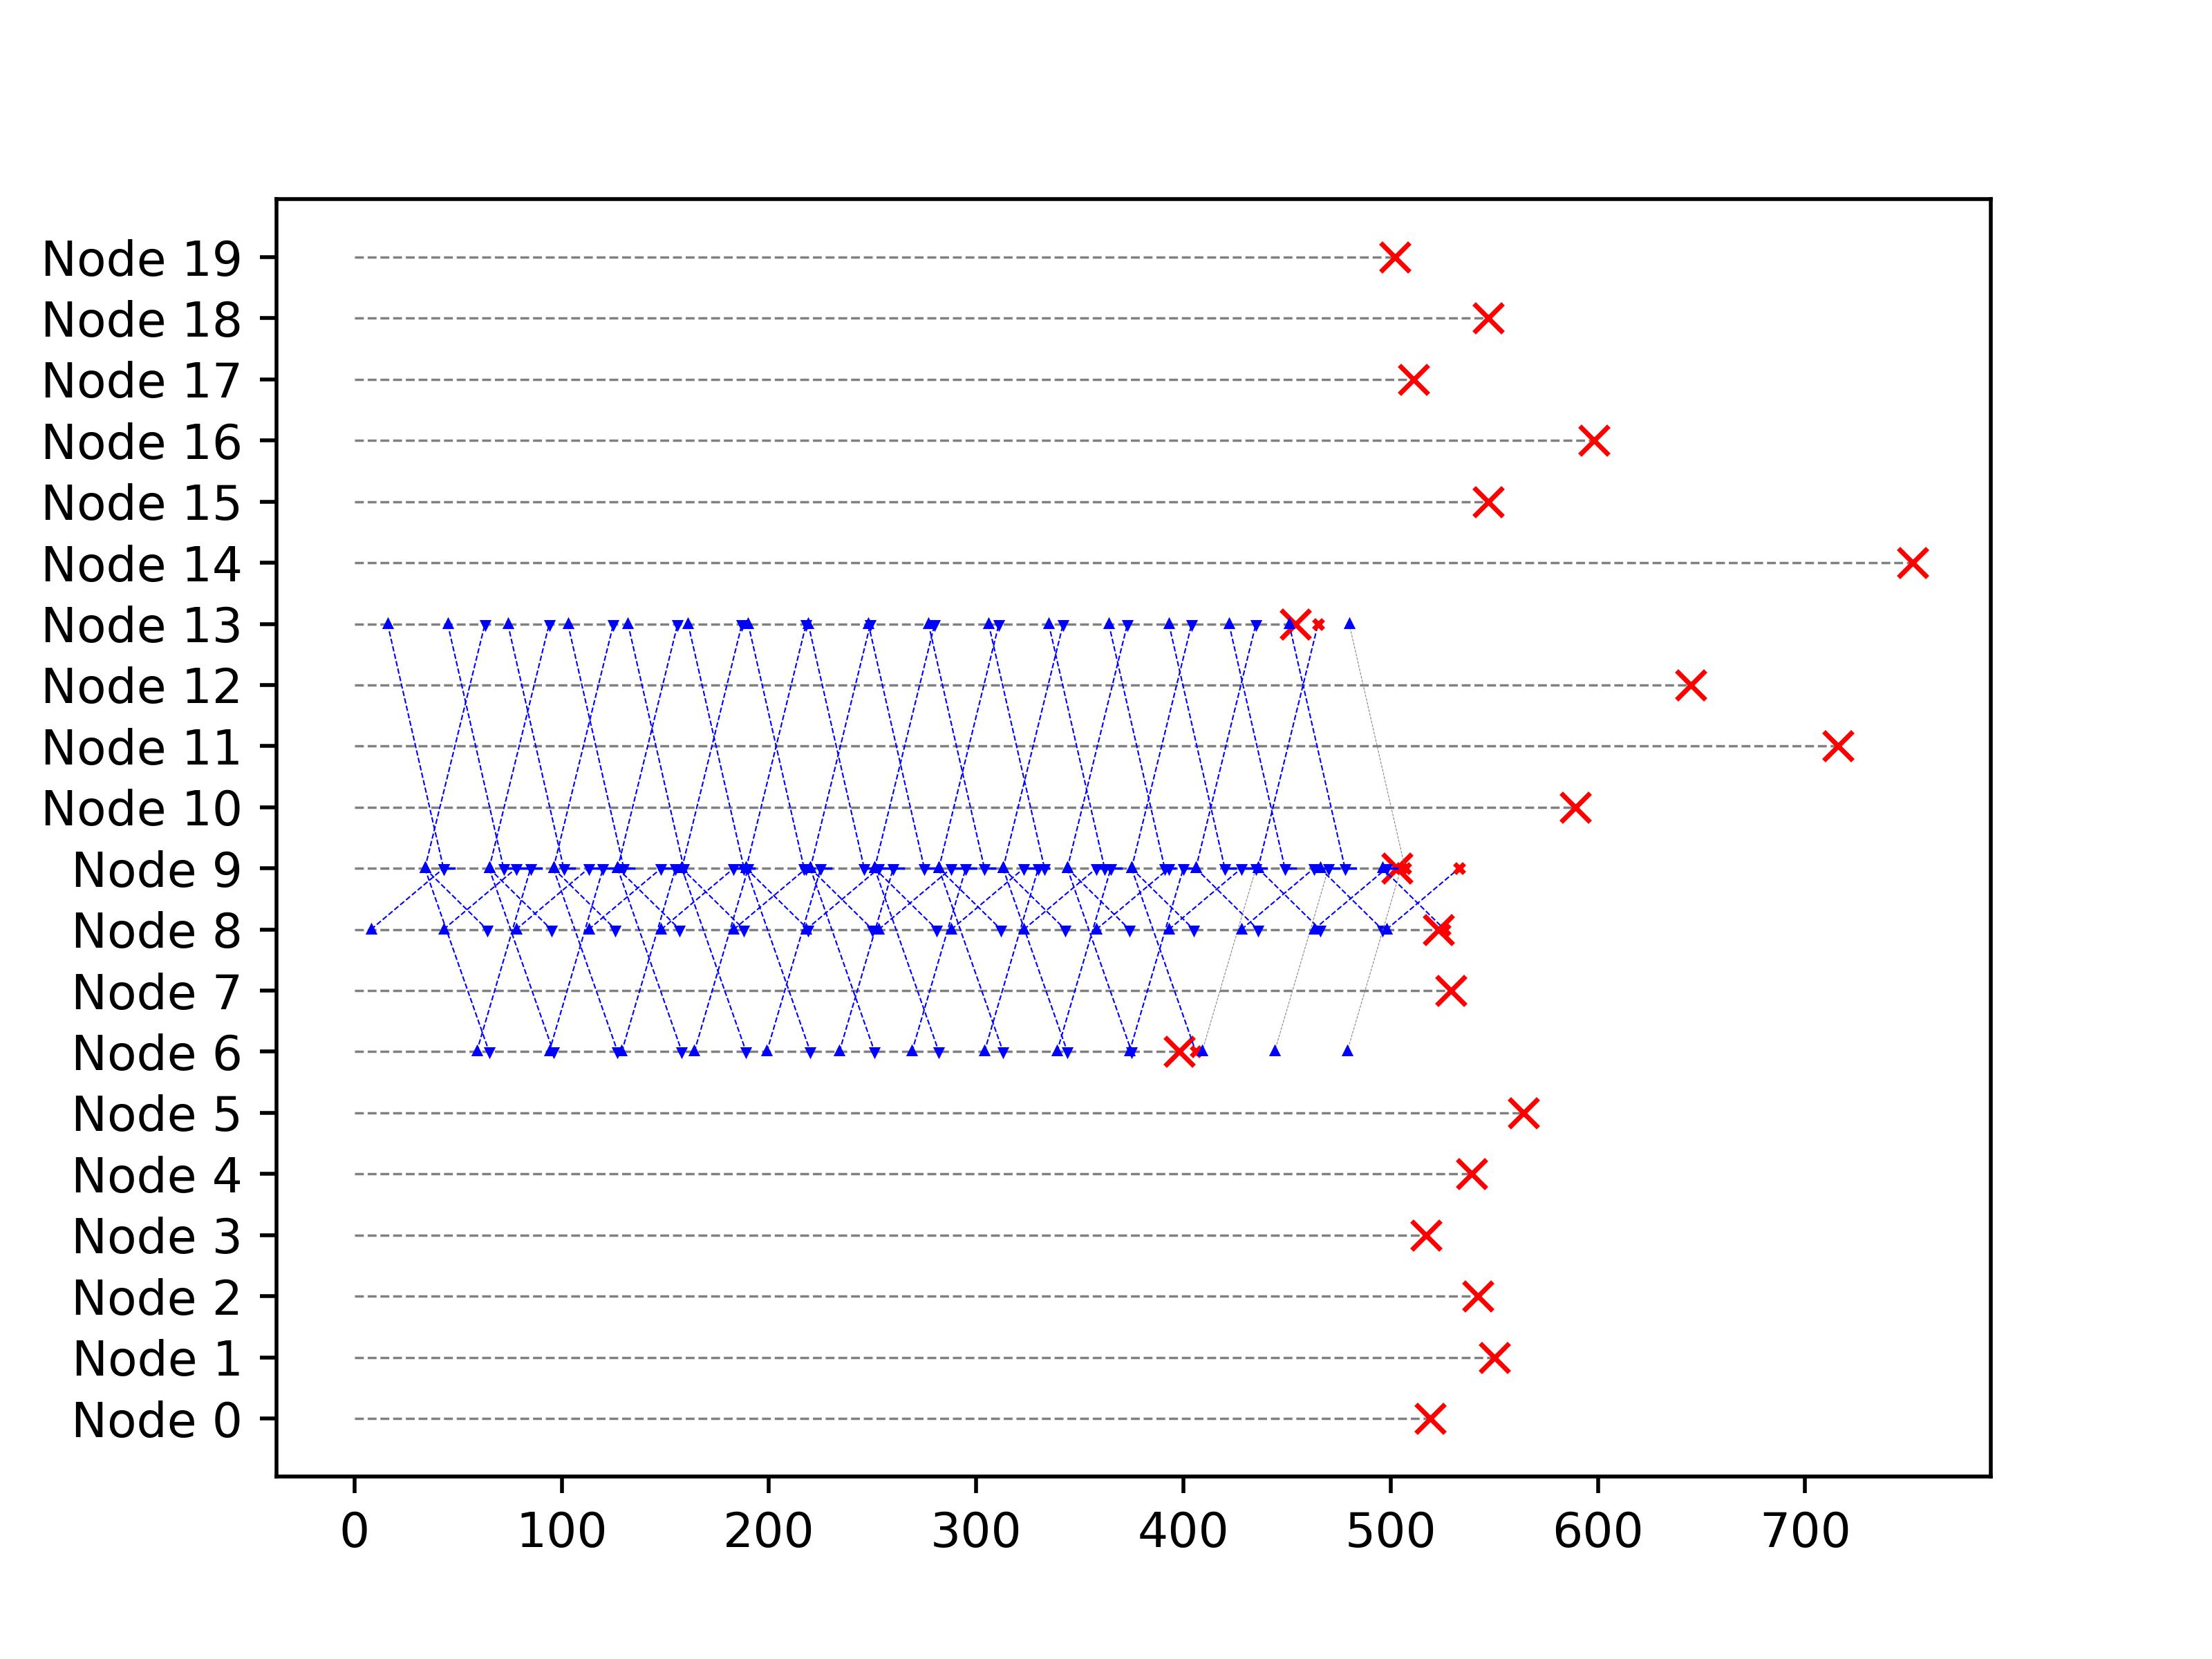 Node 19
Node 18
Node 17
Node 16
Node 15
Node 14
Node 13
Node 12
Node 11
Node 10
Node 9
Node 8
Node 7
Node 6
Node 5
Node 4
Node 3
Node 2
Node 1
Node 0
0 100 200 300 400 500 600 700